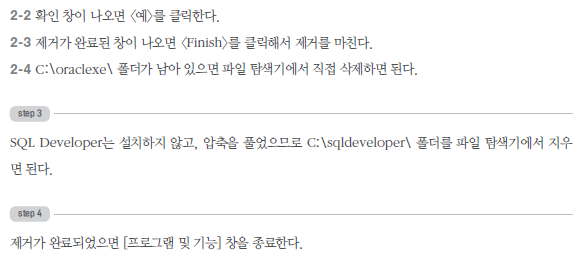 2-2 확인 창이 나오면 〈예〉를 클릭한다.
2-3 제거가 완료된 창이 나오면 〈Finish〉를 클릭해서 제거를 마친다.
2-4 C:\oraclexe\ 폴더가 남아 있으면 파일 탐색기에서 직접 삭제하면 된다.
step 3
SQL Developer는 설치하지 않고, 압축을 풀었으므로 C:\sqldeveloper\ 폴더를 파일 탐색기에서 지우
면 된다.
step 4
제거가 완료되었으면 [프로그램 및 기능] 창을 종료한다.